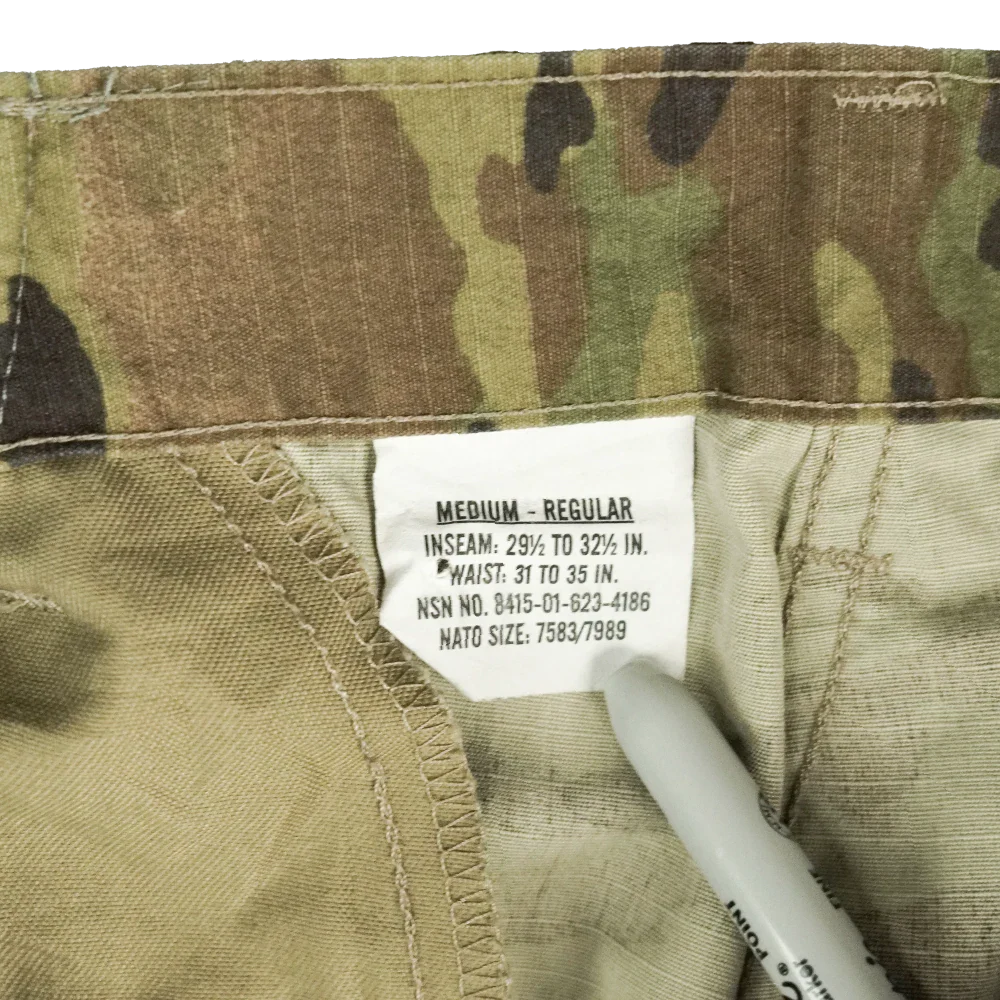 MEDIUM - REGULAR
INSEAM: 29½ TO 32½ IN.
WAIST: 31 TO 35 IN.
NSN NO. 8415-01-623-4186
NATO SIZE: 7583/7989
POINT